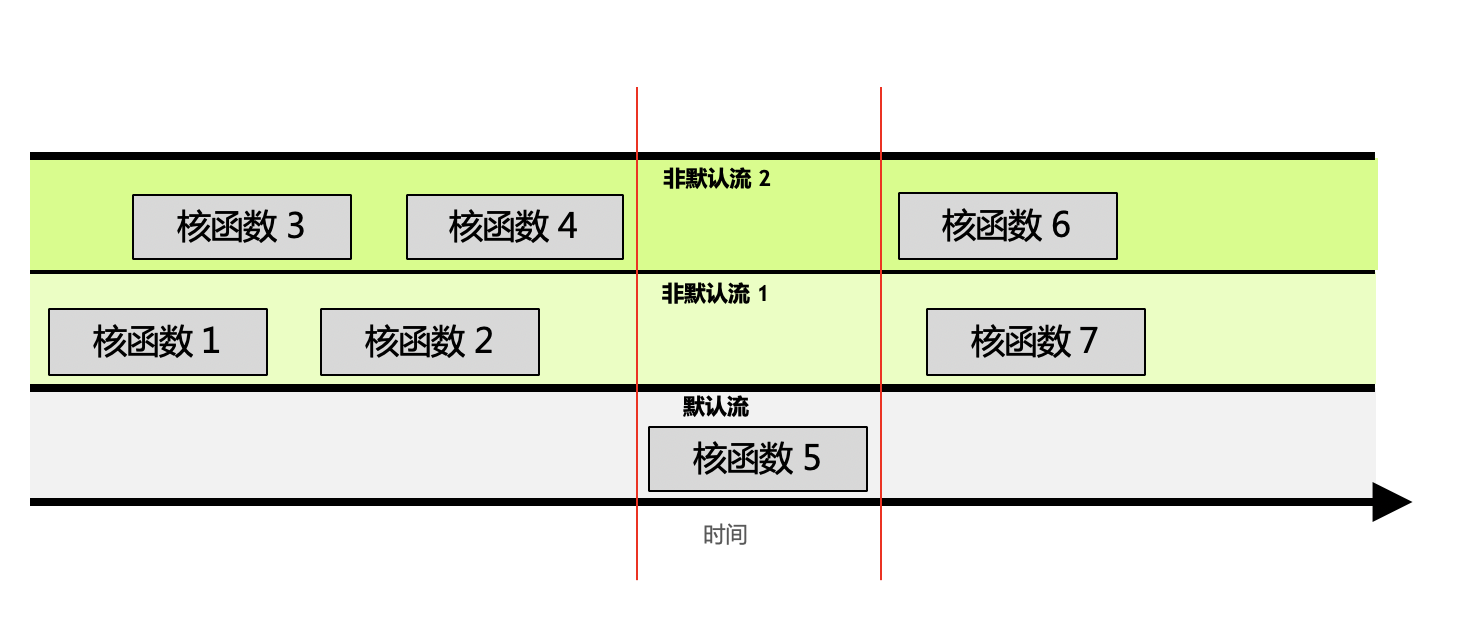 非默认流 2
核函数 3
核函数 4
核函数 6
非默认流 1
核函数 1
核函数 2
核函数 7
默认流
核函数 5
时间